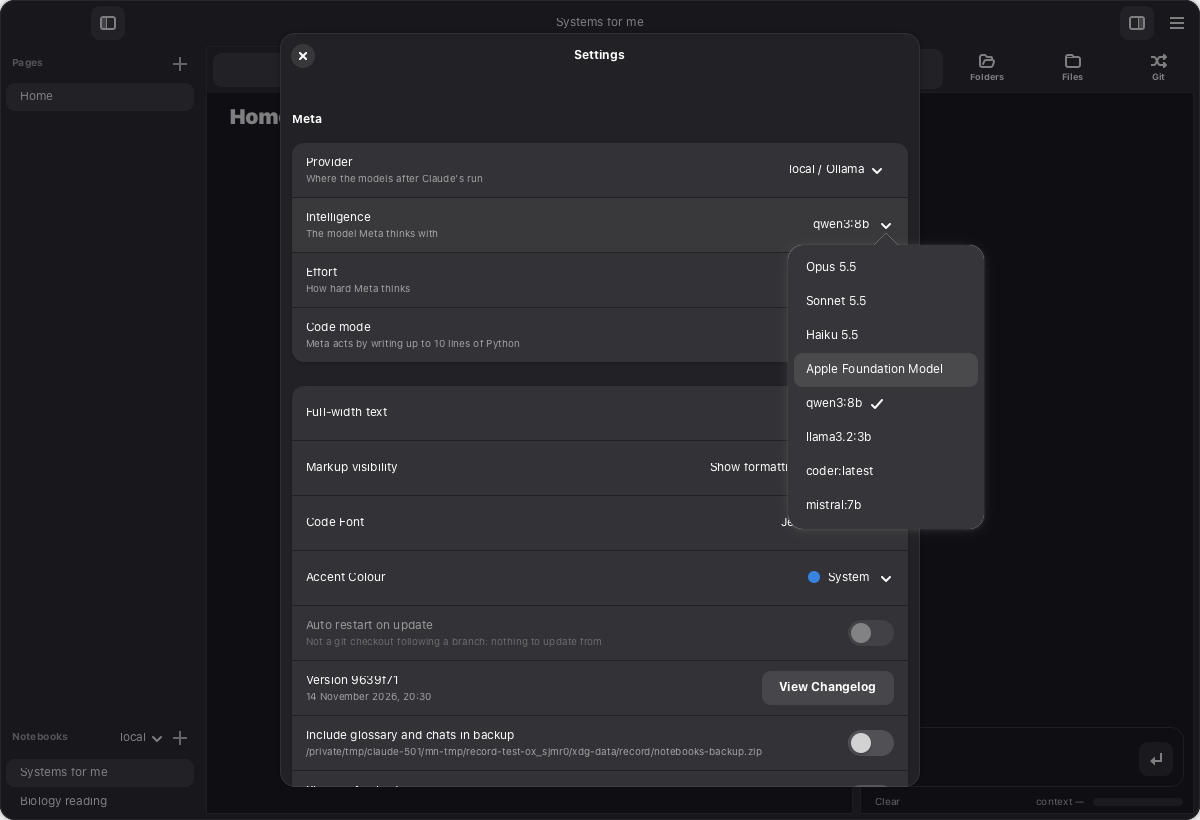 Systems for me
Pages
Home
Folders
Files
Git
Settings
Meta
Provider
Where the models after Claude's run
local / Ollama
Intelligence
The model Meta thinks with
qwen3:8b
Effort
How hard Meta thinks
Code mode
Meta acts by writing up to 10 lines of Python
Opus 5.5
Sonnet 5.5
Haiku 5.5
Apple Foundation Model
qwen3:8b
llama3.2:3b
coder:latest
mistral:7b
Full-width text
Markup visibility
Show
Code Font
Accent Colour
System
Auto restart on update
Not a git checkout following a branch: nothing to update from
Version 9639f71
14 November 2026, 20:30
View Changelog
Include glossary and chats in backup
/private/tmp/claude-501/mn-tmp/record-test-ox_sjmr0/xdg-data/record/notebooks-backup.zip
Notebooks
local
Systems for me
Biology reading
Clear
context —